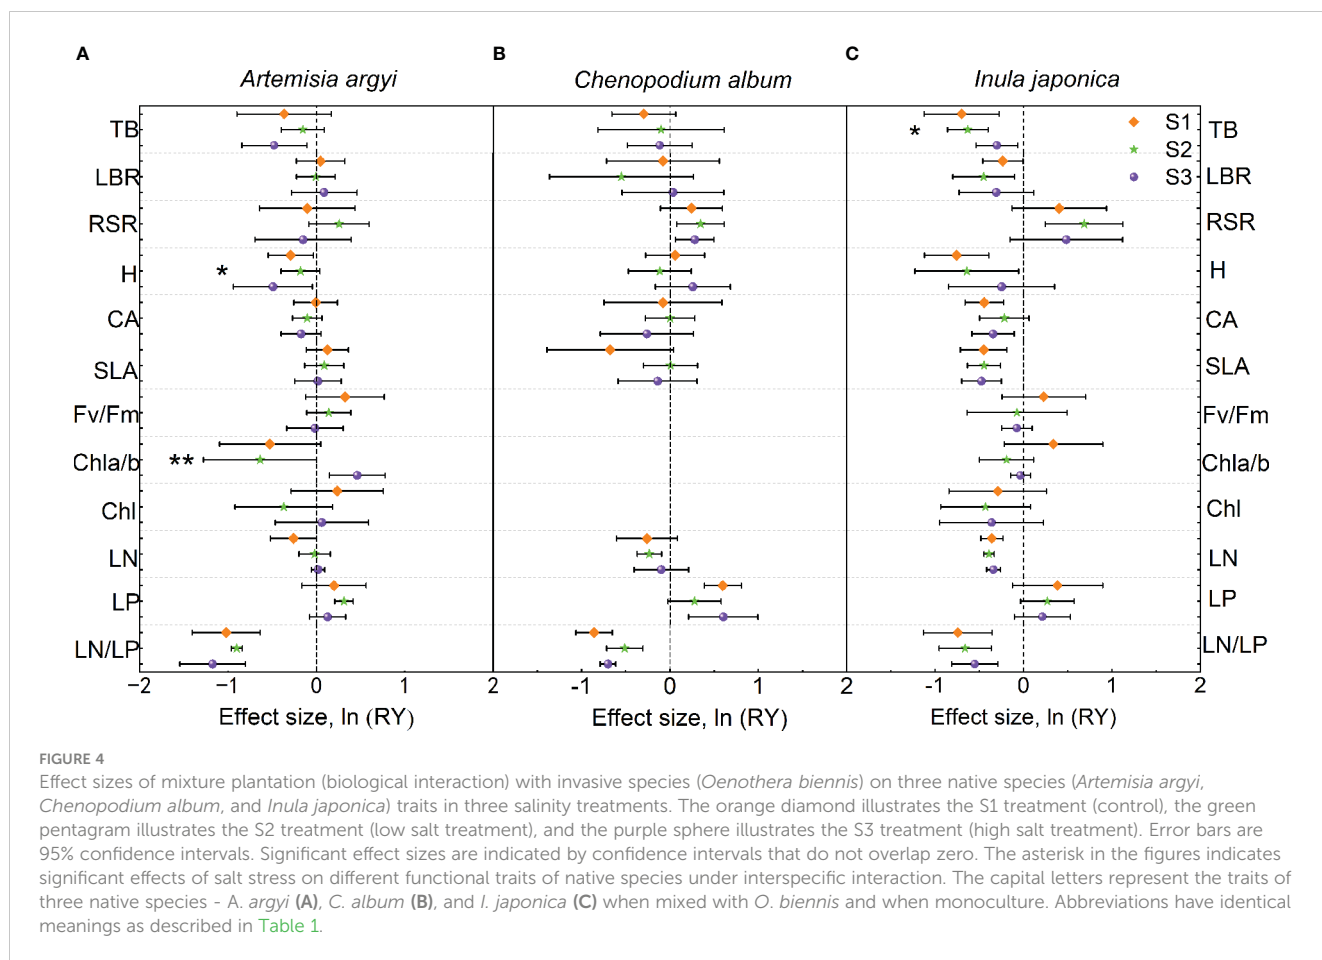 A
B
C
Artemisia argyi
Chenopodium album
Inula japonica
S1
S2
S3
TB
LBR
RSR
H
CA
SLA
Fv/Fm
Chla/b
Chl
LN
LP
LN/LP
*
**
*
TB
LBR
RSR
H
CA
SLA
Fv/Fm
Chla/b
Chl
LN
LP
LN/LP
−2 −1 0 1 2 -1 0 1 2 -1 0 1 2
Effect size, ln (RY) Effect size, ln (RY) Effect size, ln (RY)
FIGURE 4
Effect sizes of mixture plantation (biological interaction) with invasive species (Oenothera biennis) on three native species (Artemisia argyi,
Chenopodium album, and Inula japonica) traits in three salinity treatments. The orange diamond illustrates the S1 treatment (control), the green
pentagram illustrates the S2 treatment (low salt treatment), and the purple sphere illustrates the S3 treatment (high salt treatment). Error bars are
95% confidence intervals. Significant effect sizes are indicated by confidence intervals that do not overlap zero. The asterisk in the figures indicates
significant effects of salt stress on different functional traits of native species under interspecific interaction. The capital letters represent the traits of
three native species - A. argyi (A), C. album (B), and I. japonica (C) when mixed with O. biennis and when monoculture. Abbreviations have identical
meanings as described in Table 1.